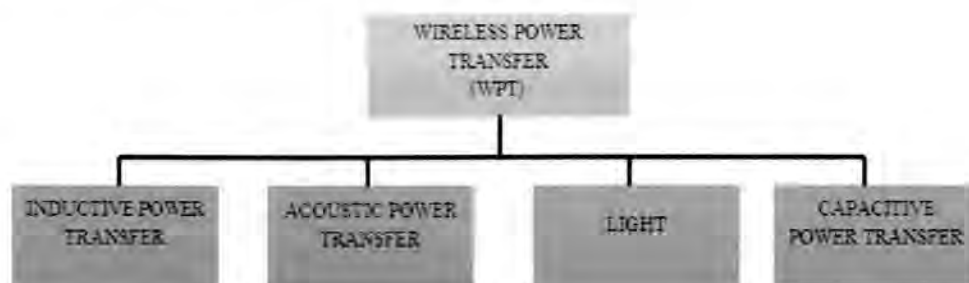 WIRELESS POWER
TRANSFER
(WPT)
INDUCTIVE POWER
TRANSFER
ACOUSTIC POWER
TRANSFER
LIGHT
CAPACITIVE
POWER TRANSFER